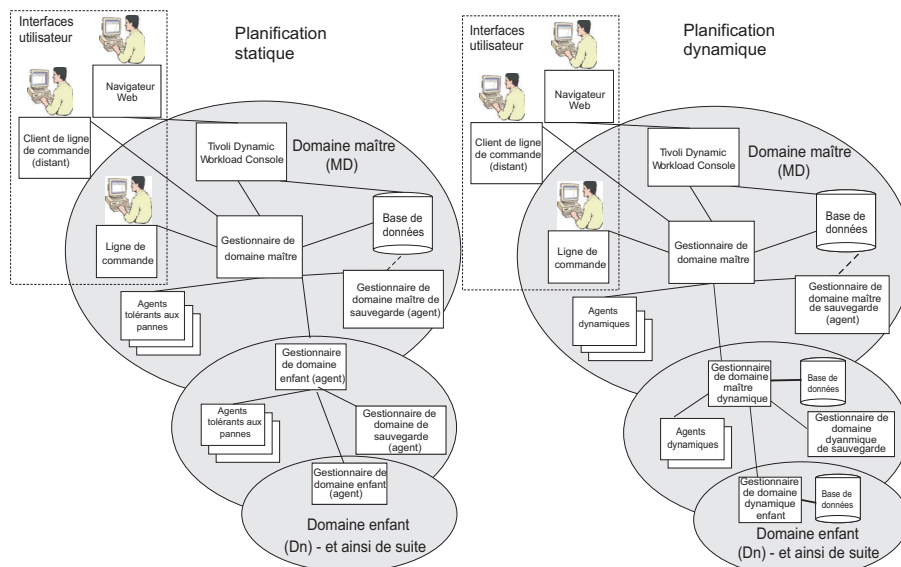 Interfaces
utilisateur
Planification
statique
Navigateur
Web
Client de ligne
de commande
(distant)
Tivoli Dynamic
Workload Console
Domaine maître
(MD)
Ligne de
commande
Gestionnaire de
domaine maître
Base de
données
Agents
tolérants aux
pannes
Gestionnaire de
domaine maître de
sauvegarde (agent)
Gestionnaire
de domaine
enfant (agent)
Agents
tolérants aux
pannes
Gestionnaire de
domaine de
sauvegarde
(agent)
Gestionnaire de
domaine enfant
(agent)
Domaine enfant
(Dn) - et ainsi de suite
Interfaces
utilisateur
Planification
dynamique
Navigateur
Web
Client de ligne
de commande
(distant)
Tivoli Dynamic
Workload Console
Domaine maître
(MD)
Ligne de
commande
Gestionnaire de
domaine maître
Base de
données
Agents
dynamiques
Gestionnaire de
domaine maître
de sauvegarde
(agent)
Gestionnaire
de domaine
maître
dynamique
Base de
données
Agents
dynamiques
Gestionnaire de
domaine
dyanmique
de sauvegarde
Gestionnaire
de domaine
dynamique
enfant
Base de
données
Domaine enfant
(Dn) - et ainsi de suite